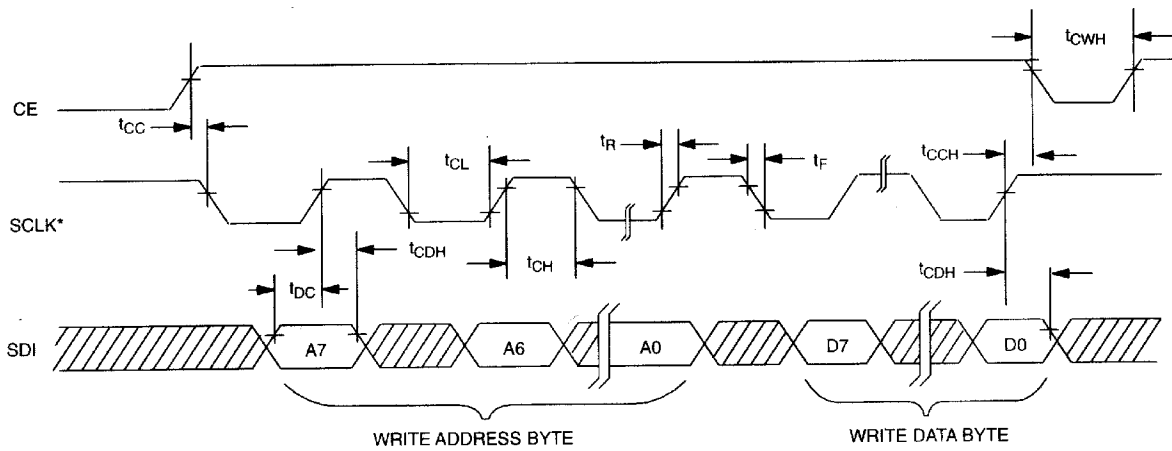 tCWH
CE
tCC
tCL
tR
tF
tCCH
SCLK*
tCDH
tCH
tCDH
tDC
SDI
A7
A6
A0
D7
D0
WRITE ADDRESS BYTE
WRITE DATA BYTE